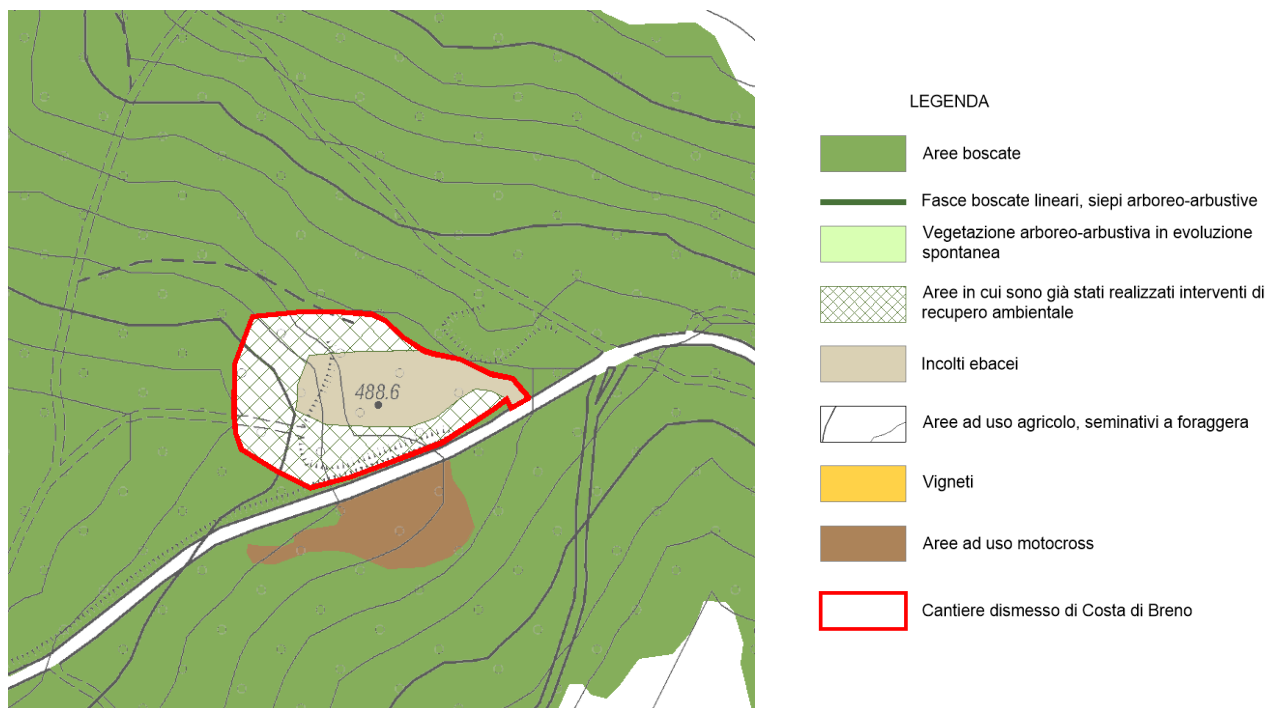 LEGENDA
Aree boscate
Fasce boscate lineari, siepi arboreo-arbustive
Vegetazione arboreo-arbustiva in evoluzione
spontanea
Aree in cui sono già stati realizzati interventi di
recupero ambientale
Incolti ebacei
Aree ad uso agricolo, seminativi a foraggera
Vigneti
Aree ad uso motocross
Cantiere dismesso di Costa di Breno
488.6